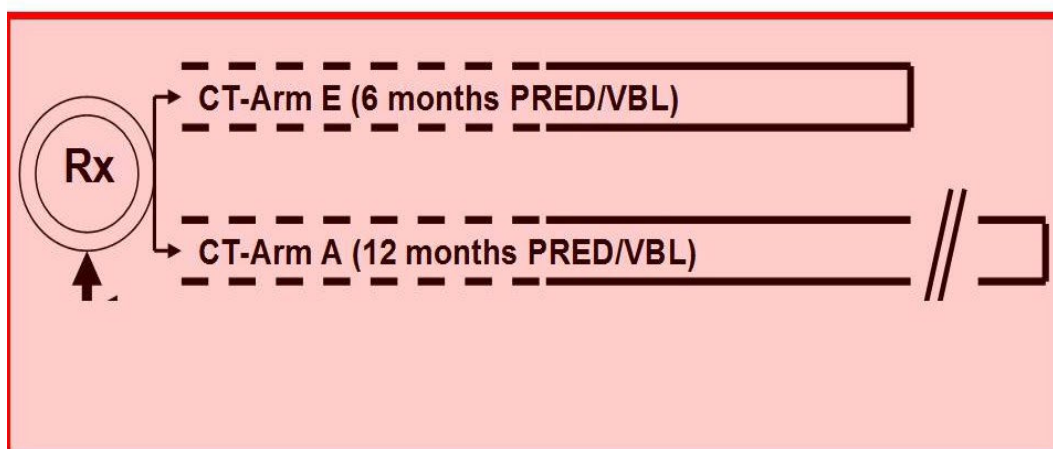 CT-Arm E (6 months PRED/VBL)
Rx
CT-Arm A (12 months PRED/VBL)